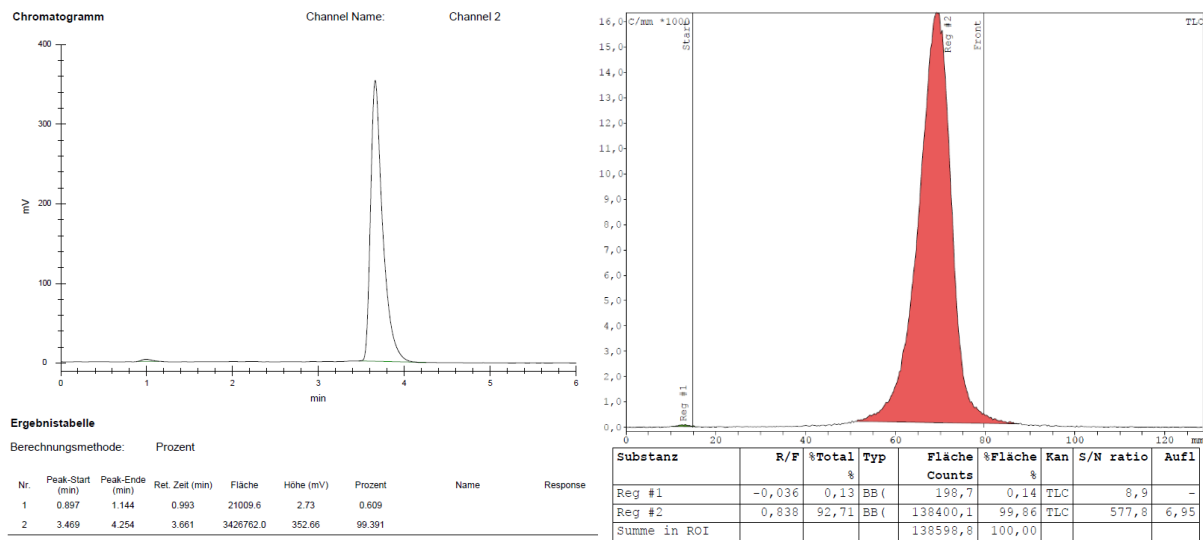 Chromatogramm Channel Name: Channel 2
400
300
200
100
0
mV
0 1 2 3 4 5 6
min
Ergebnistabelle
Berechnungsmethode: Prozent
Nr. Peak-Start (min) Peak-Ende (min) Ret. Zeit (min) Fläche Höhe (mV) Prozent Name Response
1 0.897 1.144 0.993 21009.6 2.73 0.609
2 3.469 4.254 3.661 3426762.0 352.66 99.391
16,0 C/mm *1000 TLC
15,0
14,0
13,0
12,0
11,0
10,0
9,0
8,0
7,0
6,0
5,0
4,0
3,0
2,0
1,0
0,0
Start
Reg #2
Front
Reg #1
0 20 40 60 80 100 120 mm
Substanz R/F %Total % Typ Fläche Counts %Fläche % Kan S/N ratio Aufl
Reg #1 -0,036 0,13 BB( 198,7 0,14 TLC 8,9 -
Reg #2 0,838 92,71 BB( 138400,1 99,86 TLC 577,8 6,95
Summe in ROI 138598,8 100,00